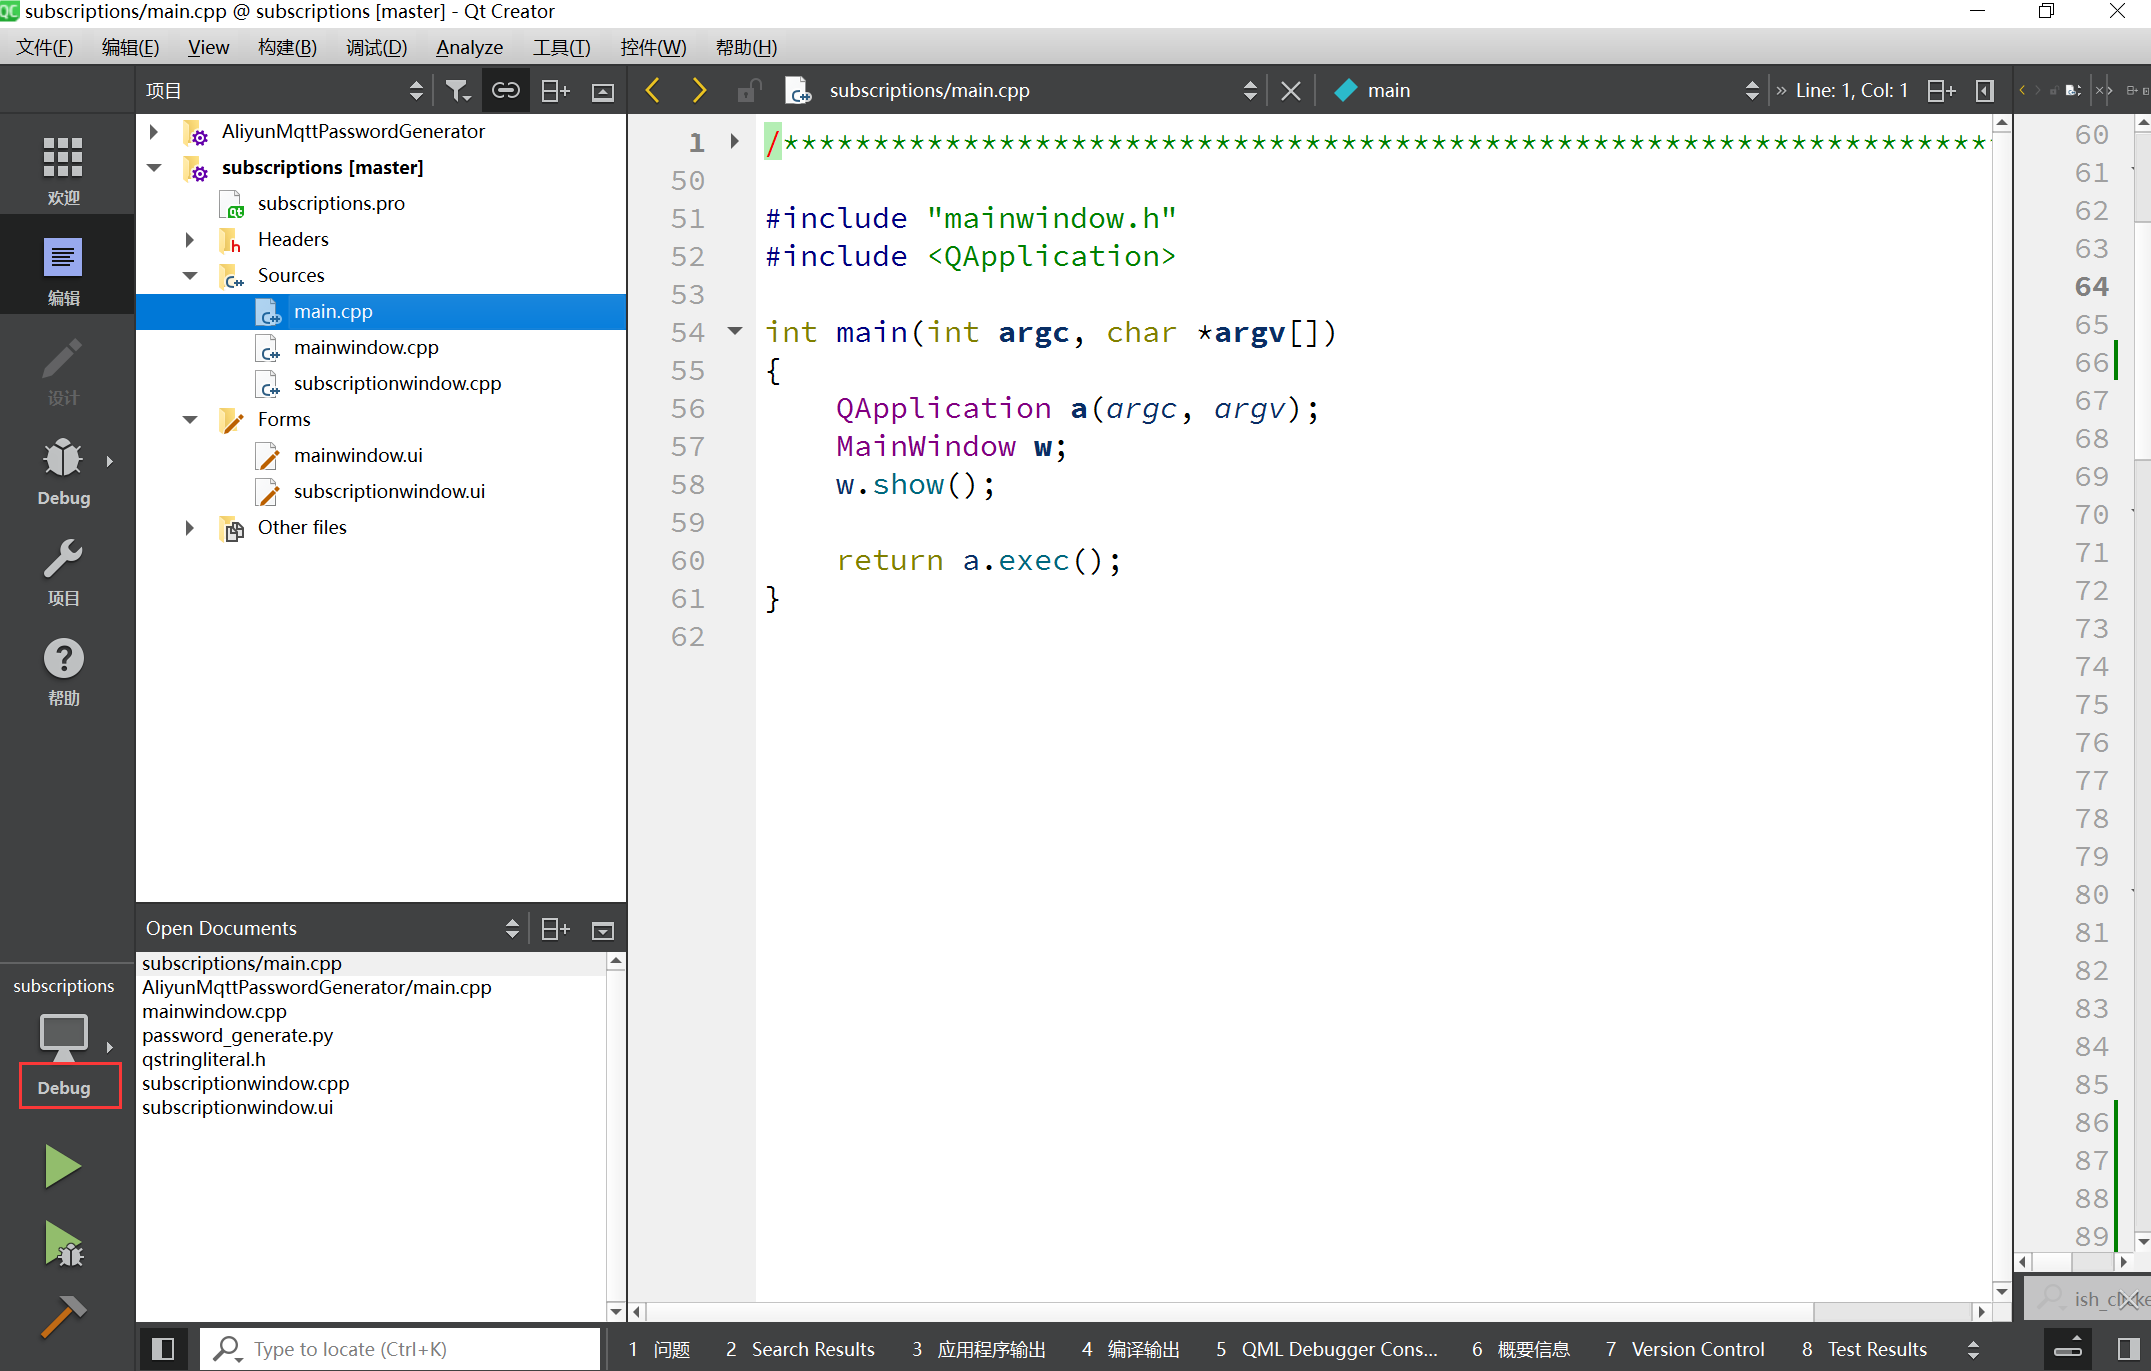 subscriptions/main.cpp @ subscriptions [master] - Qt Creator
文件(F) 编辑(E) View 构建(B) 调试(D) Analyze 工具(T) 控件(W) 帮助(H)
项目
subscriptions/main.cpp
main
Line: 1, Col: 1
欢迎
编辑
设计
Debug
项目
帮助
AliyunMqttPasswordGenerator
subscriptions [master]
subscriptions.pro
Headers
Sources
main.cpp
mainwindow.cpp
subscriptionwindow.cpp
Forms
mainwindow.ui
subscriptionwindow.ui
Other files
Open Documents
subscriptions/main.cpp
AliyunMqttPasswordGenerator/main.cpp
mainwindow.cpp
password_generate.py
qstringliteral.h
subscriptionwindow.cpp
subscriptionwindow.ui
subscriptions
Debug
1 /*******************************************************************
50
51 #include "mainwindow.h"
52 #include <QApplication>
53
54 int main(int argc, char *argv[])
55 {
56     QApplication a(argc, argv);
57     MainWindow w;
58     w.show();
59
60     return a.exec();
61 }
62
60
61
62
63
64
65
66
67
68
69
70
71
72
73
74
75
76
77
78
79
80
81
82
83
84
85
86
87
88
89
Type to locate (Ctrl+K)
1 问题 2 Search Results 3 应用程序输出 4 编译输出 5 QML Debugger Cons... 6 概要信息 7 Version Control 8 Test Results